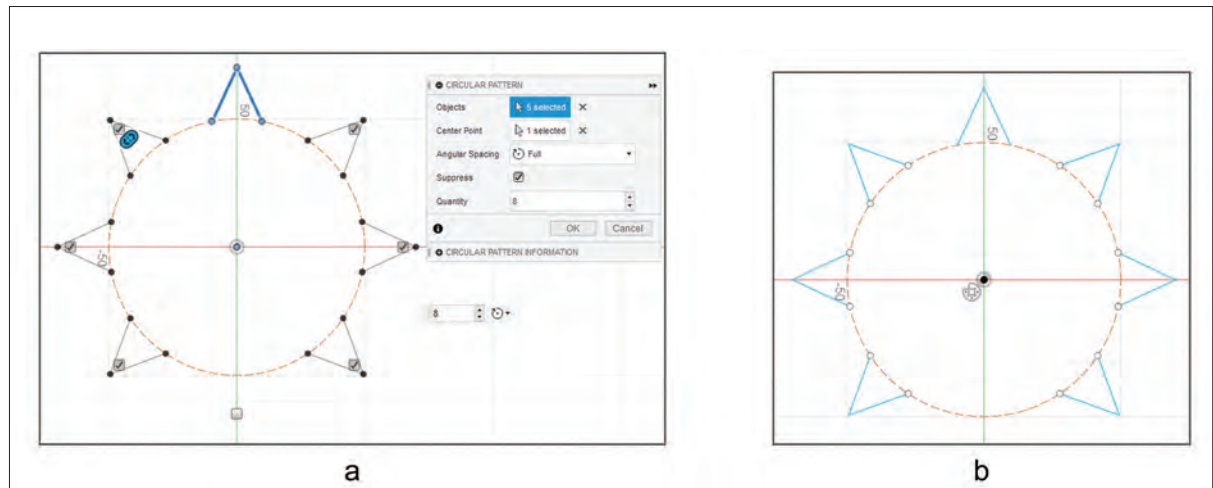 CIRCULAR PATTERN
Objects 5 selected
Center Point 1 selected
Angular Spacing Full
Suppress
Quantity 8
OK Cancel
CIRCULAR PATTERN INFORMATION
8
50
-50
a
50
-50
b